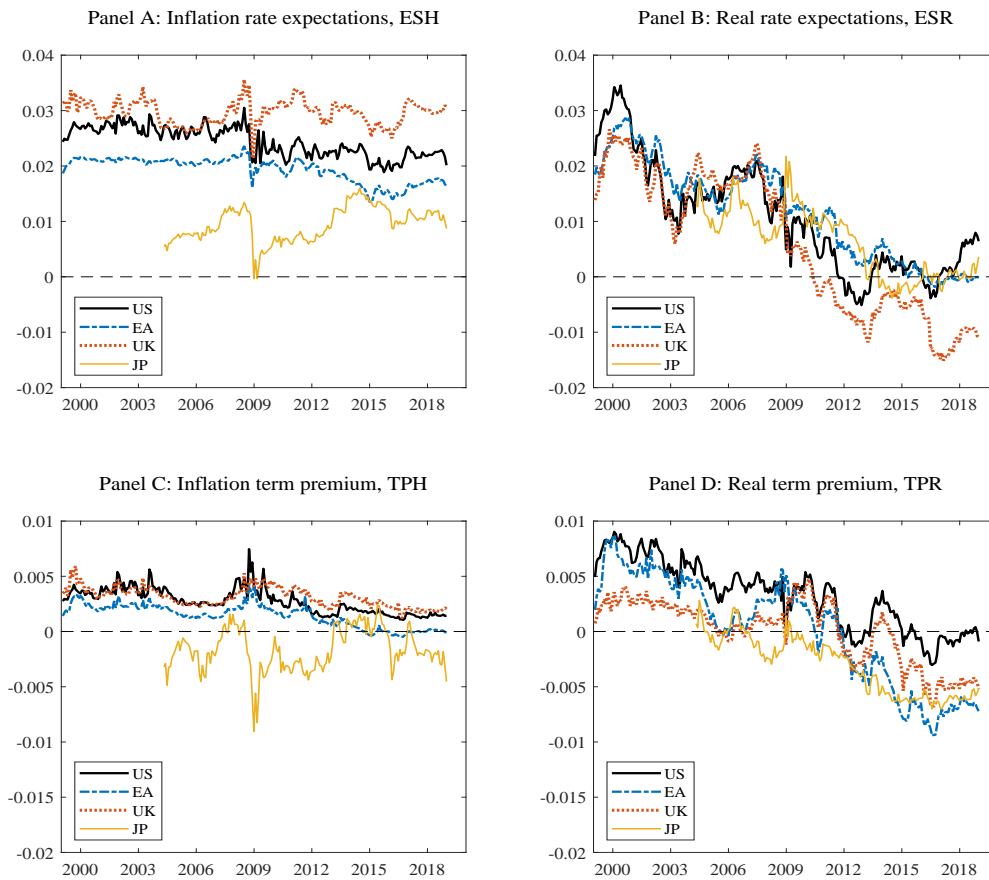 Panel A: Inflation rate expectations, ESH
0.04
0.03
0.02
0.01
0
-0.01
-0.02
US
EA
UK
JP
2000 2003 2006 2009 2012 2015 2018
Panel B: Real rate expectations, ESR
0.04
0.03
0.02
0.01
0
-0.01
-0.02
US
EA
UK
JP
2000 2003 2006 2009 2012 2015 2018
Panel C: Inflation term premium, TPH
0.01
0.005
0
-0.005
-0.01
-0.015
-0.02
US
EA
UK
JP
2000 2003 2006 2009 2012 2015 2018
Panel D: Real term premium, TPR
0.01
0.005
0
-0.005
-0.01
-0.015
-0.02
US
EA
UK
JP
2000 2003 2006 2009 2012 2015 2018